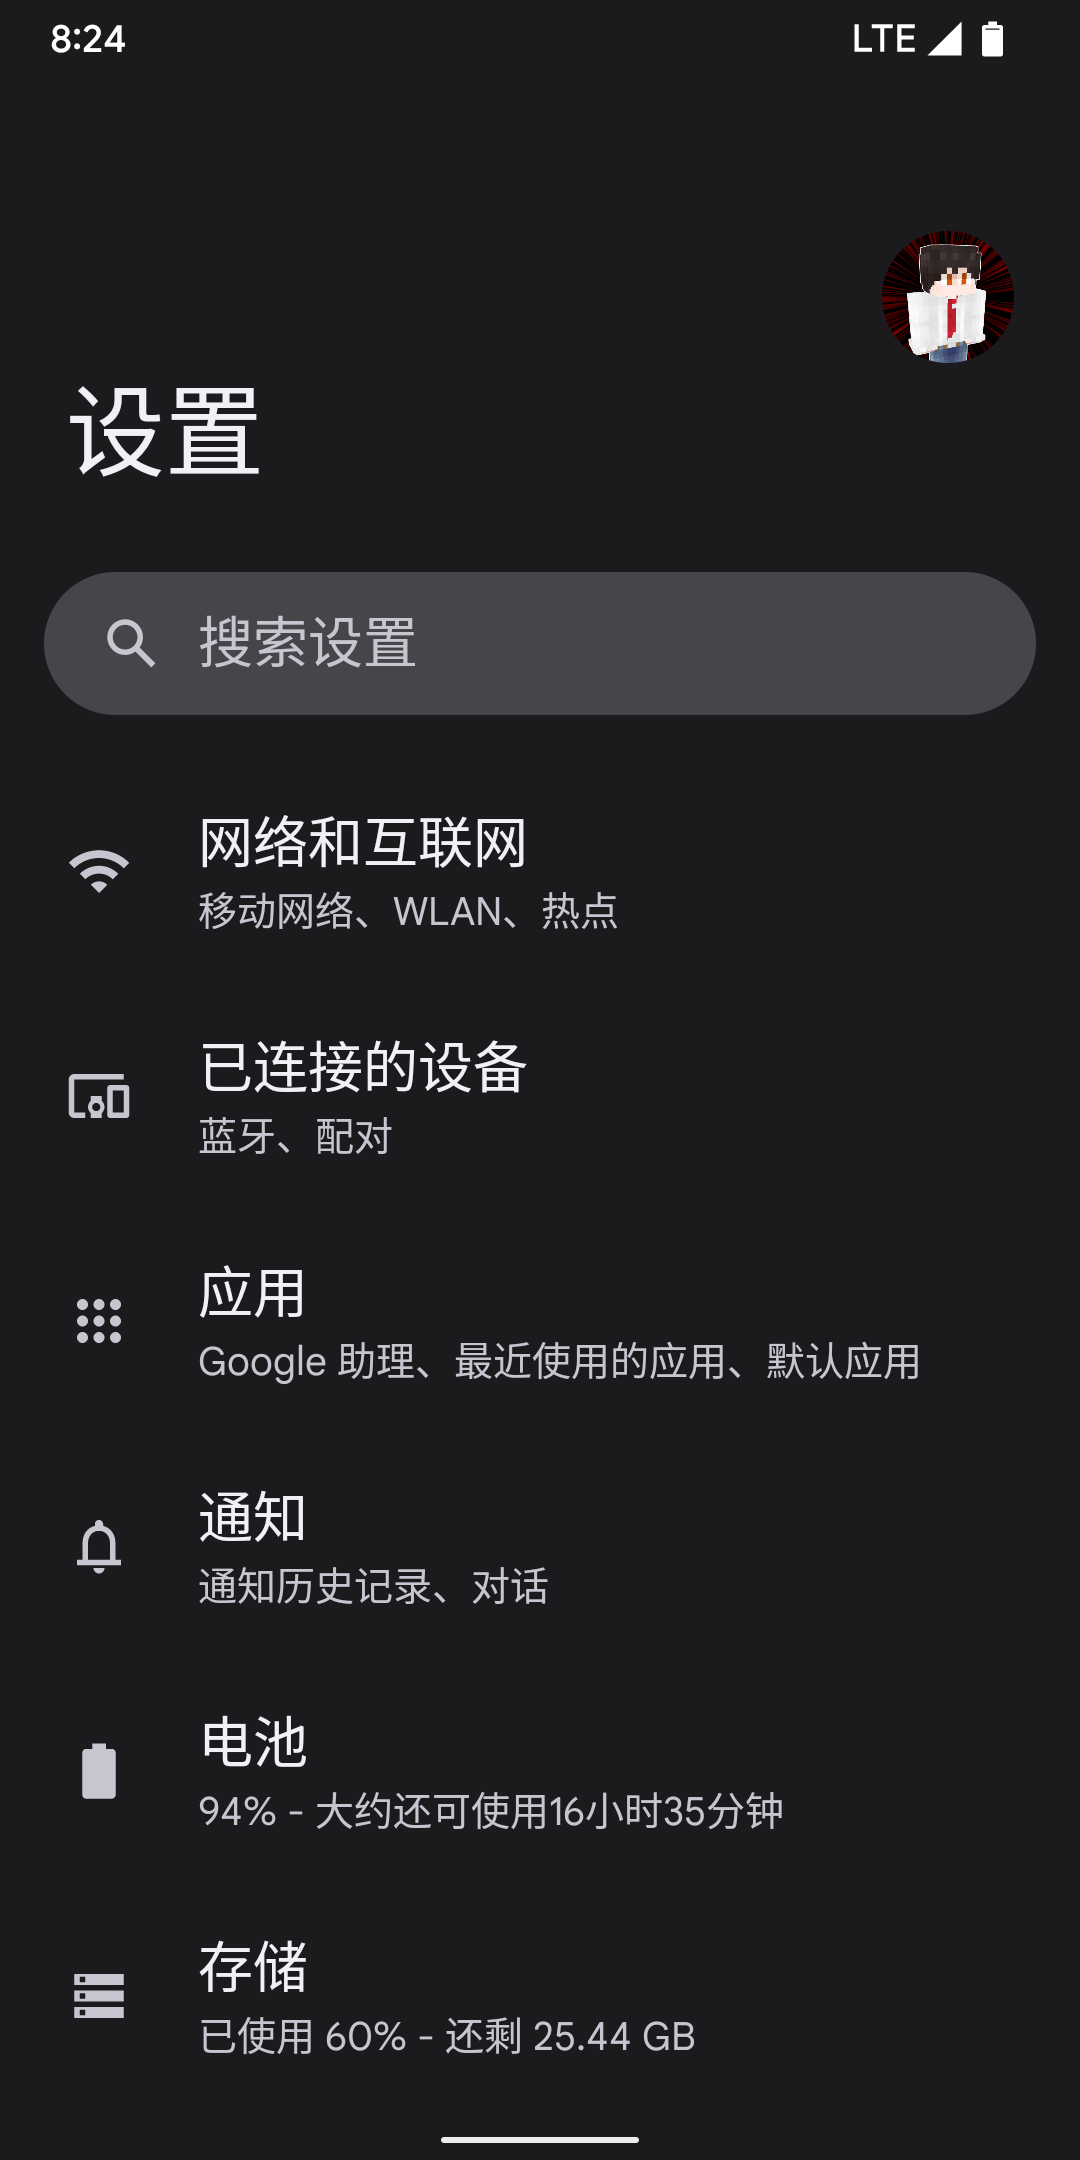 8:24 LTE
设置
搜索设置
网络和互联网
移动网络、WLAN、热点
已连接的设备
蓝牙、配对
应用
Google 助理、最近使用的应用、默认应用
通知
通知历史记录、对话
电池
94% - 大约还可使用16小时35分钟
存储
已使用 60% - 还剩 25.44 GB